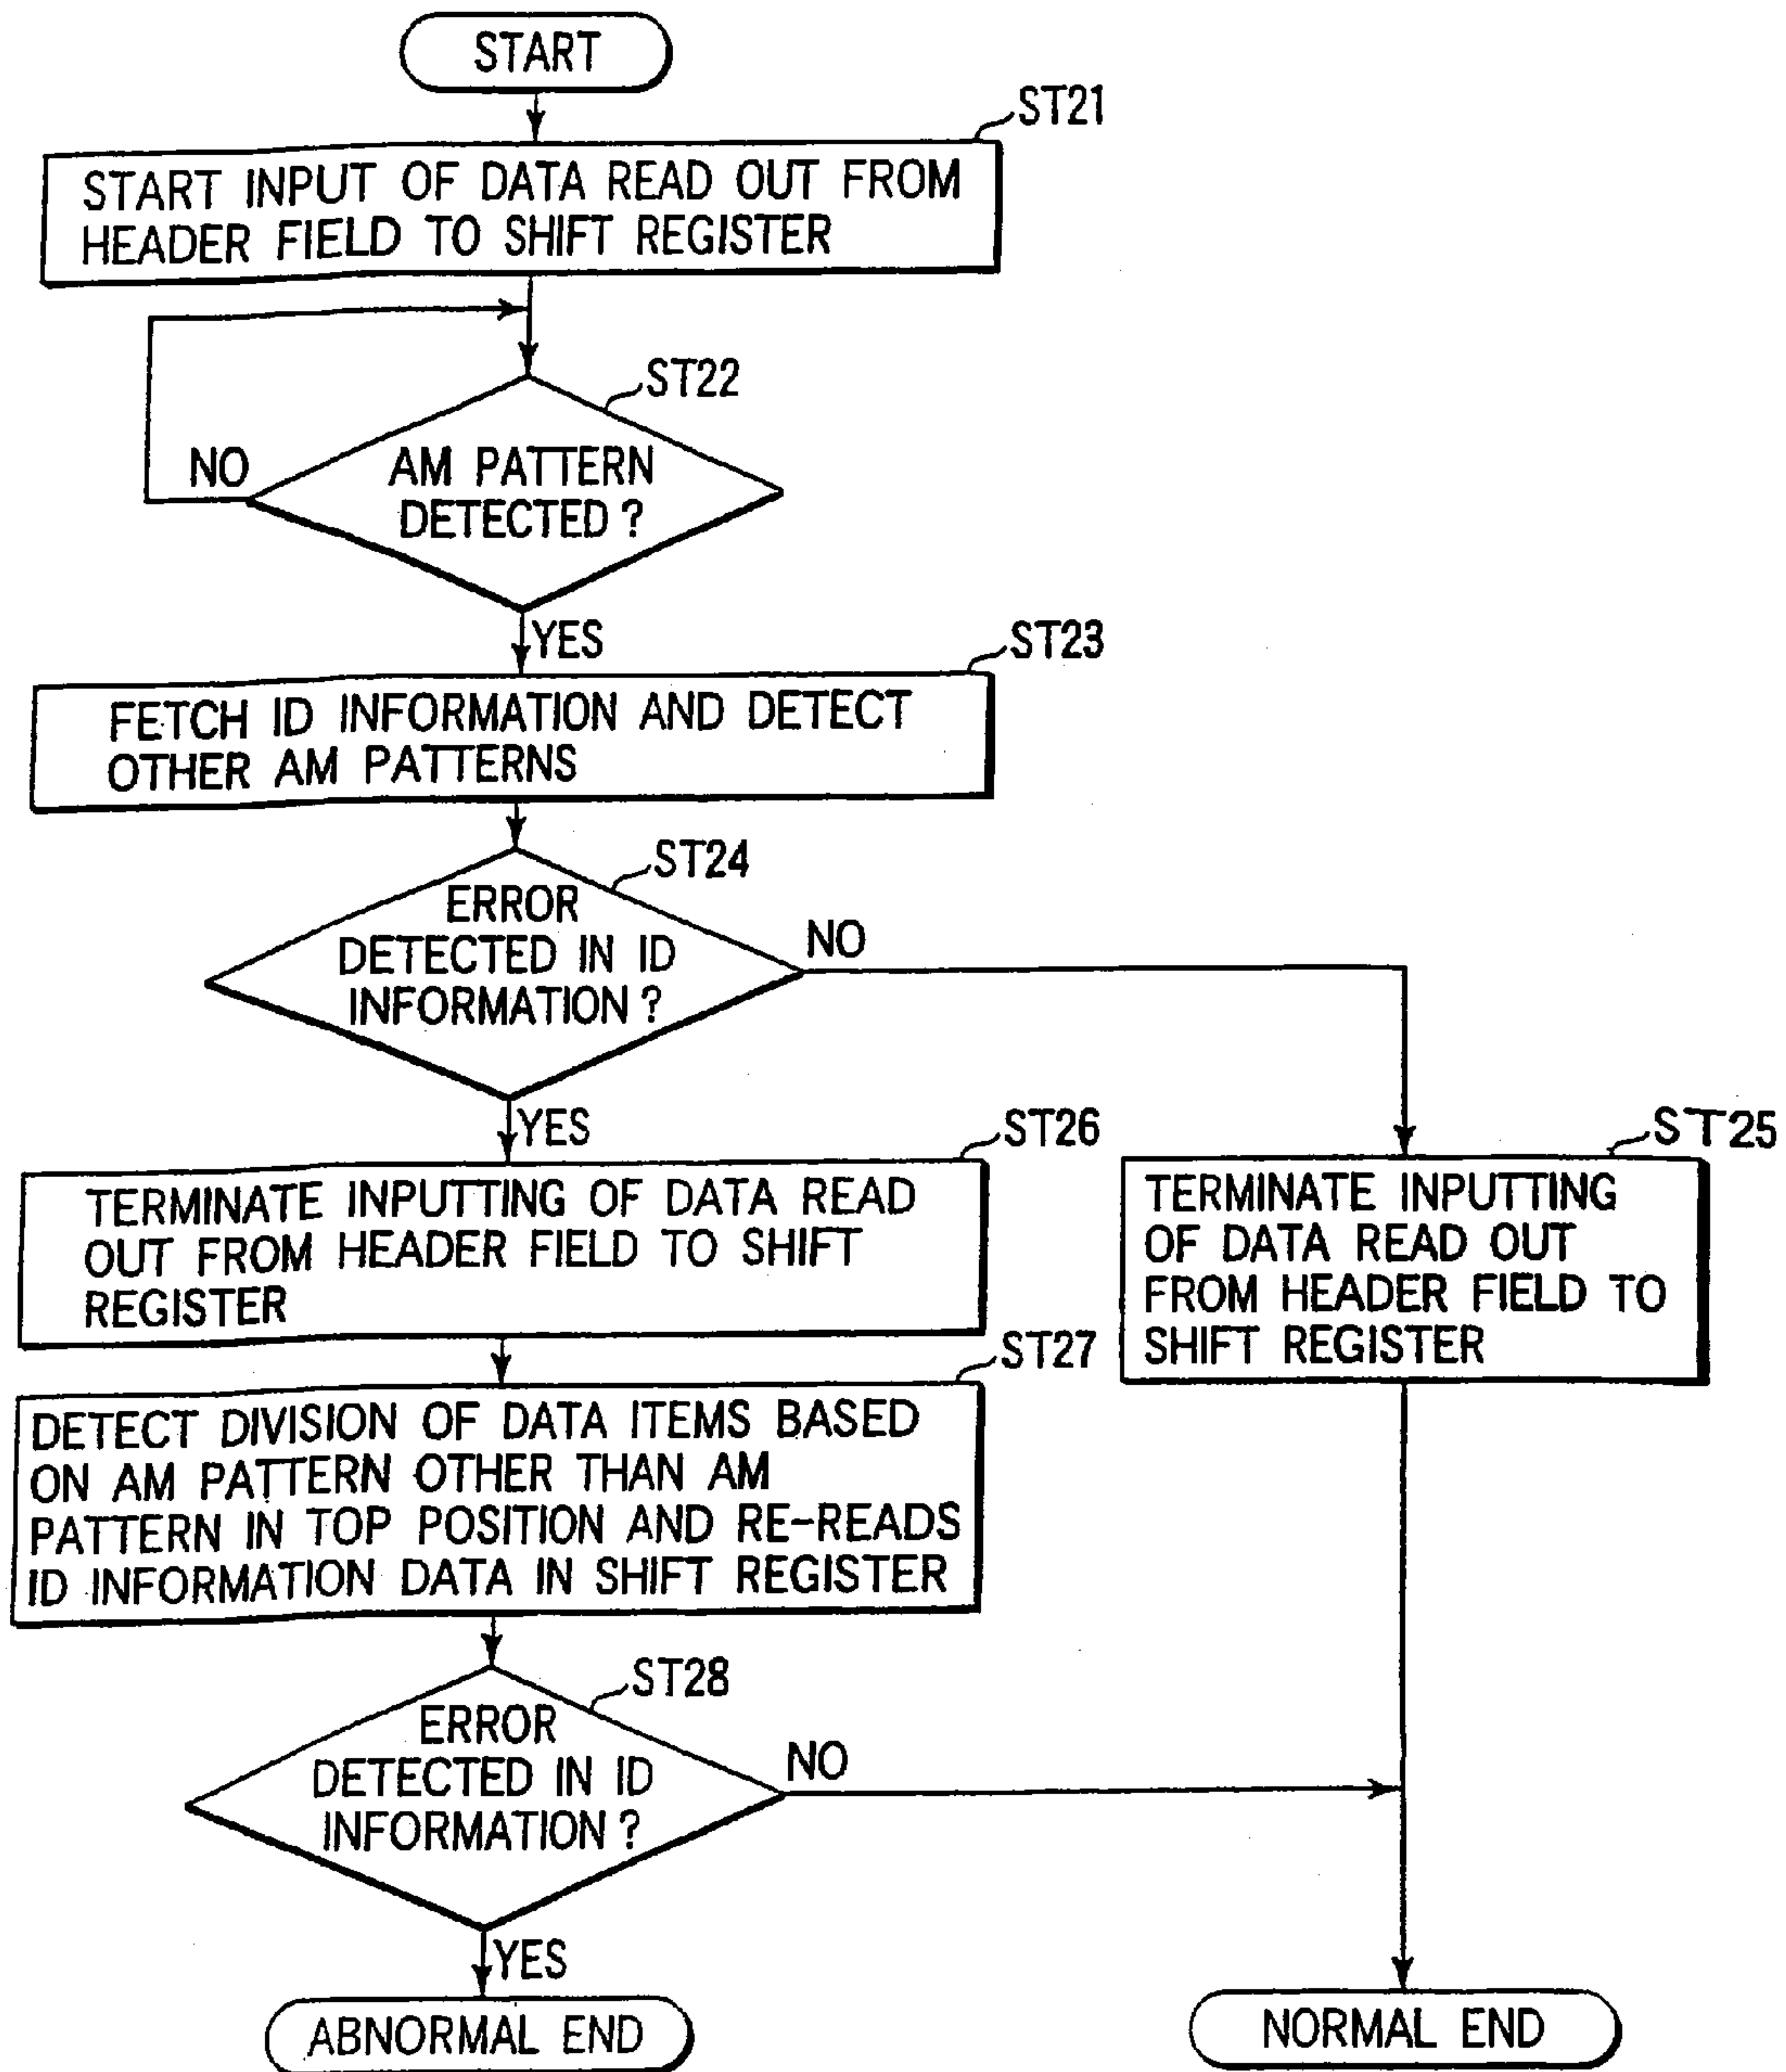 START
ST21
START INPUT OF DATA READ OUT FROM
HEADER FIELD TO SHIFT REGISTER
ST22
NO
AM PATTERN
DETECTED?
YES
ST23
FETCH ID INFORMATION AND DETECT
OTHER AM PATTERNS
ST24
ERROR
DETECTED IN ID
INFORMATION?
NO
YES
ST26
TERMINATE INPUTTING OF DATA READ
OUT FROM HEADER FIELD TO SHIFT
REGISTER
ST25
TERMINATE INPUTTING
OF DATA READ OUT
FROM HEADER FIELD TO
SHIFT REGISTER
ST27
DETECT DIVISION OF DATA ITEMS BASED
ON AM PATTERN OTHER THAN AM
PATTERN IN TOP POSITION AND RE-READS
ID INFORMATION DATA IN SHIFT REGISTER
ST28
ERROR
DETECTED IN ID
INFORMATION?
NO
YES
ABNORMAL END
NORMAL END